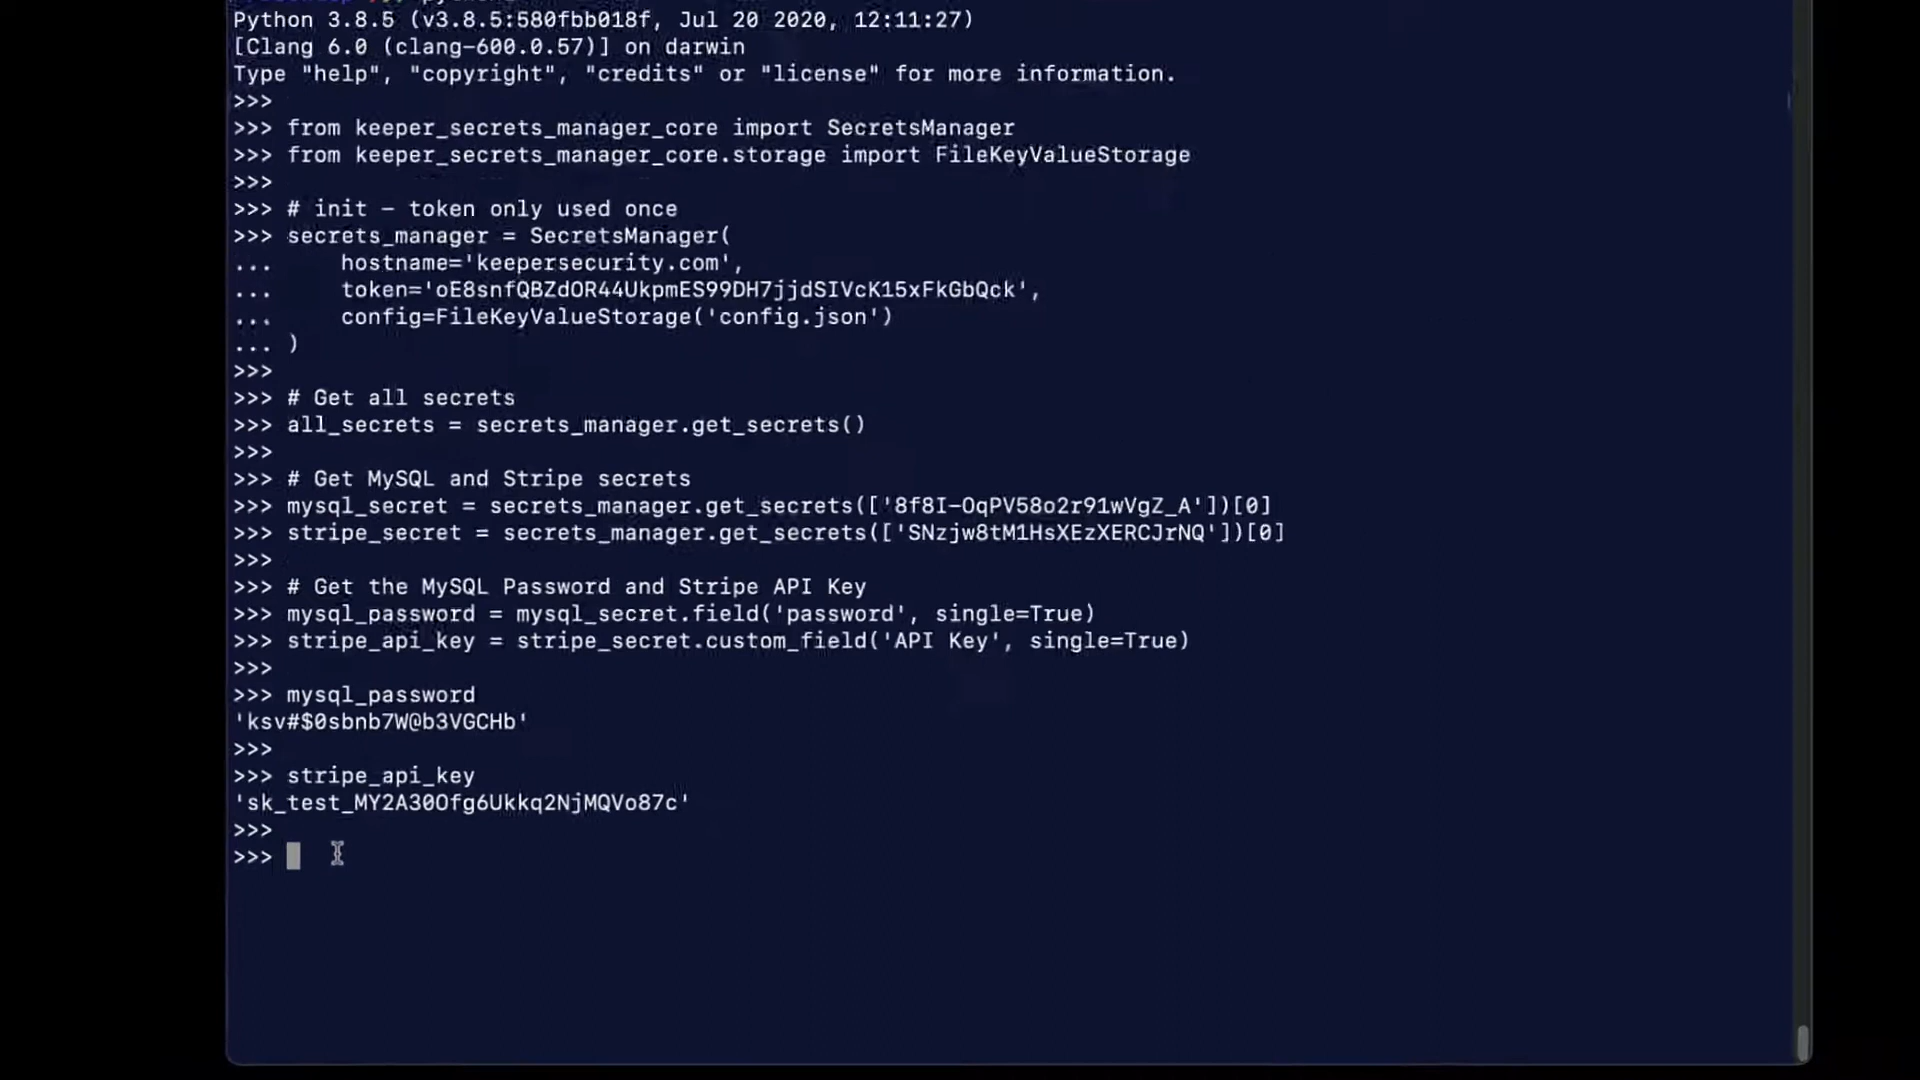 Python 3.8.5 (v3.8.5:580fbb018f, Jul 20 2020, 12:11:27)
[Clang 6.0 (clang-600.0.57)] on darwin
Type "help", "copyright", "credits" or "license" for more information.
>>>
>>> from keeper_secrets_manager_core import SecretsManager
>>> from keeper_secrets_manager_core.storage import FileKeyValueStorage
>>>
>>> # init – token only used once
>>> secrets_manager = SecretsManager(
...     hostname='keepersecurity.com',
...     token='oE8snfQBZdOR44UkpmES99DH7jjdSIVcK15xFkGbQck',
...     config=FileKeyValueStorage('config.json')
... )
>>>
>>> # Get all secrets
>>> all_secrets = secrets_manager.get_secrets()
>>>
>>> # Get MySQL and Stripe secrets
>>> mysql_secret = secrets_manager.get_secrets(['8f8I-OqPV58o2r91wVgZ_A'])[0]
>>> stripe_secret = secrets_manager.get_secrets(['SNzjw8tM1HsXEzXERCJrNQ'])[0]
>>>
>>> # Get the MySQL Password and Stripe API Key
>>> mysql_password = mysql_secret.field('password', single=True)
>>> stripe_api_key = stripe_secret.custom_field('API Key', single=True)
>>>
>>> mysql_password
'ksv#$0sbnb7W@b3VGCHb'
>>>
>>> stripe_api_key
'sk_test_MY2A30Ofg6Ukkq2NjMQVo87c'
>>>
>>>